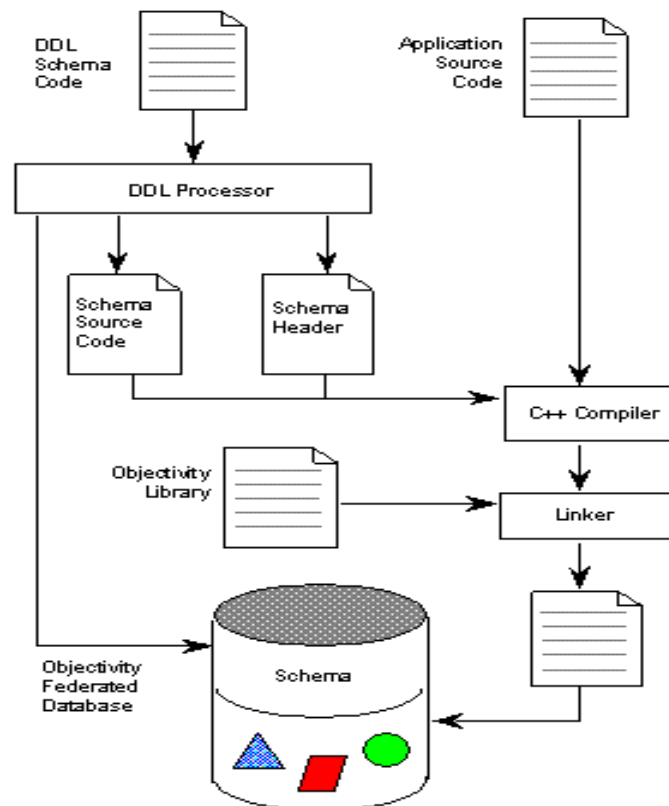 DDL
Schema
Code
Application
Source
Code
DDL Processor
Schema
Source
Code
Schema
Header
C++ Compiler
Objectivity
Library
Linker
Objectivity
Federated
Database
Schema